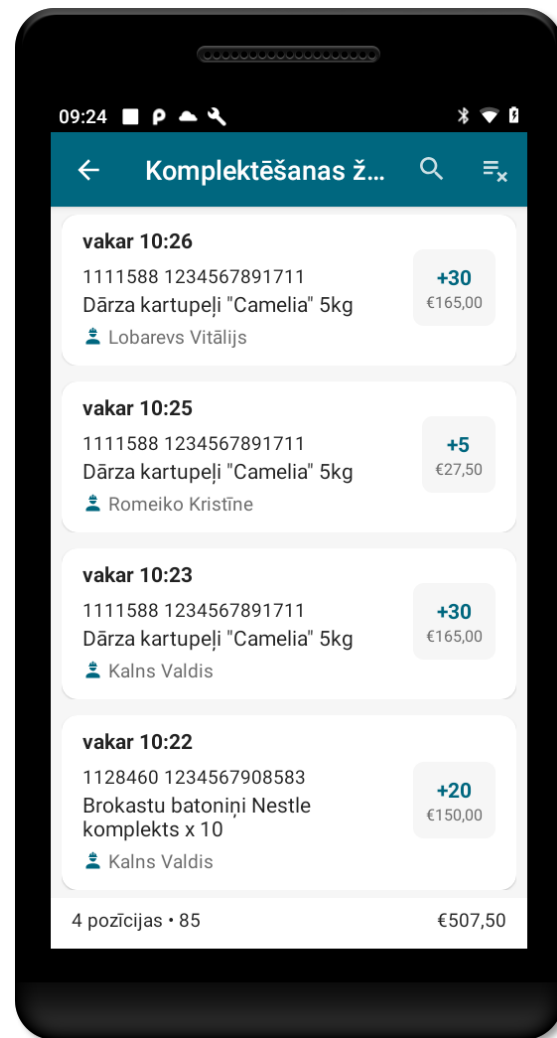 09:24
Komplektēšanas ž...
vakar 10:26
1111588 1234567891711
Dārza kartupeļi "Camelia" 5kg
Lobarevs Vitālijs
+30
€165,00
vakar 10:25
1111588 1234567891711
Dārza kartupeļi "Camelia" 5kg
Romeiko Kristīne
+5
€27,50
vakar 10:23
1111588 1234567891711
Dārza kartupeļi "Camelia" 5kg
Kalns Valdis
+30
€165,00
vakar 10:22
1128460 1234567908583
Brokastu batoniņi Nestle
komplekts x 10
Kalns Valdis
+20
€150,00
4 pozīcijas • 85
€507,50